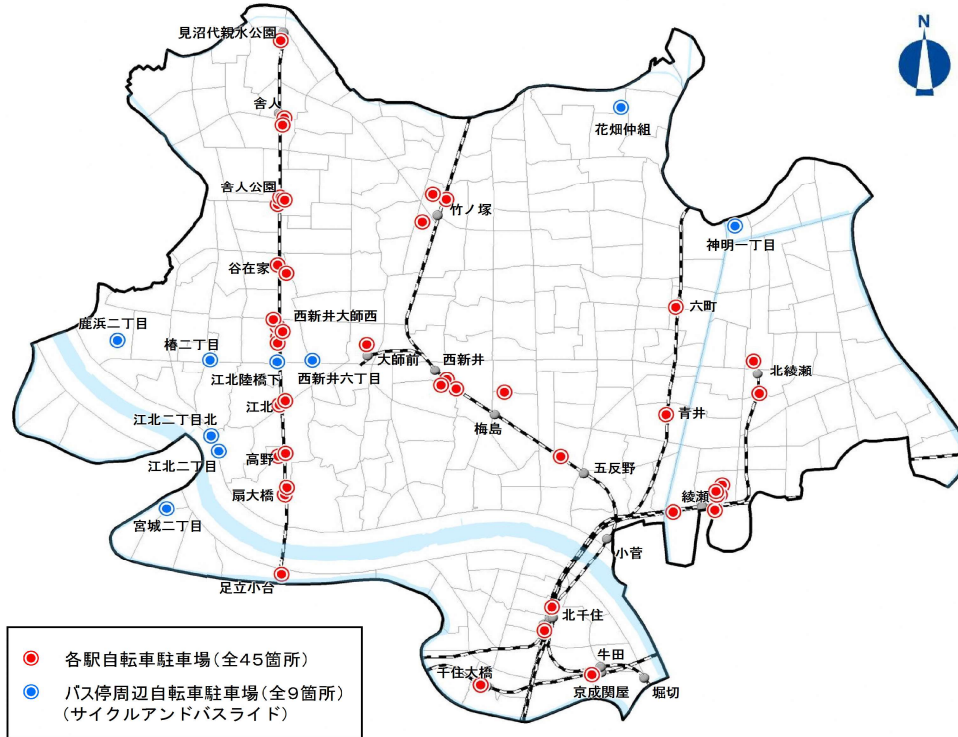 見沼代親水公園
N
舎人
花畑仲組
舎人公園
竹ノ塚
神明一丁目
谷在家
六町
鹿浜二丁目
西新井大師西
椿二丁目
大師前
西新井
北綾瀬
江北陸橋下
西新井六丁目
江北
江北二丁目北
梅島
青井
高野
江北二丁目
五反野
扇大橋
綾瀬
宮城二丁目
小菅
足立小台
北千住
牛田
千住大橋
京成関屋
堀切
各駅自転車駐車場(全45箇所)
バス停周辺自転車駐車場(全9箇所)
(サイクルアンドバスライド)